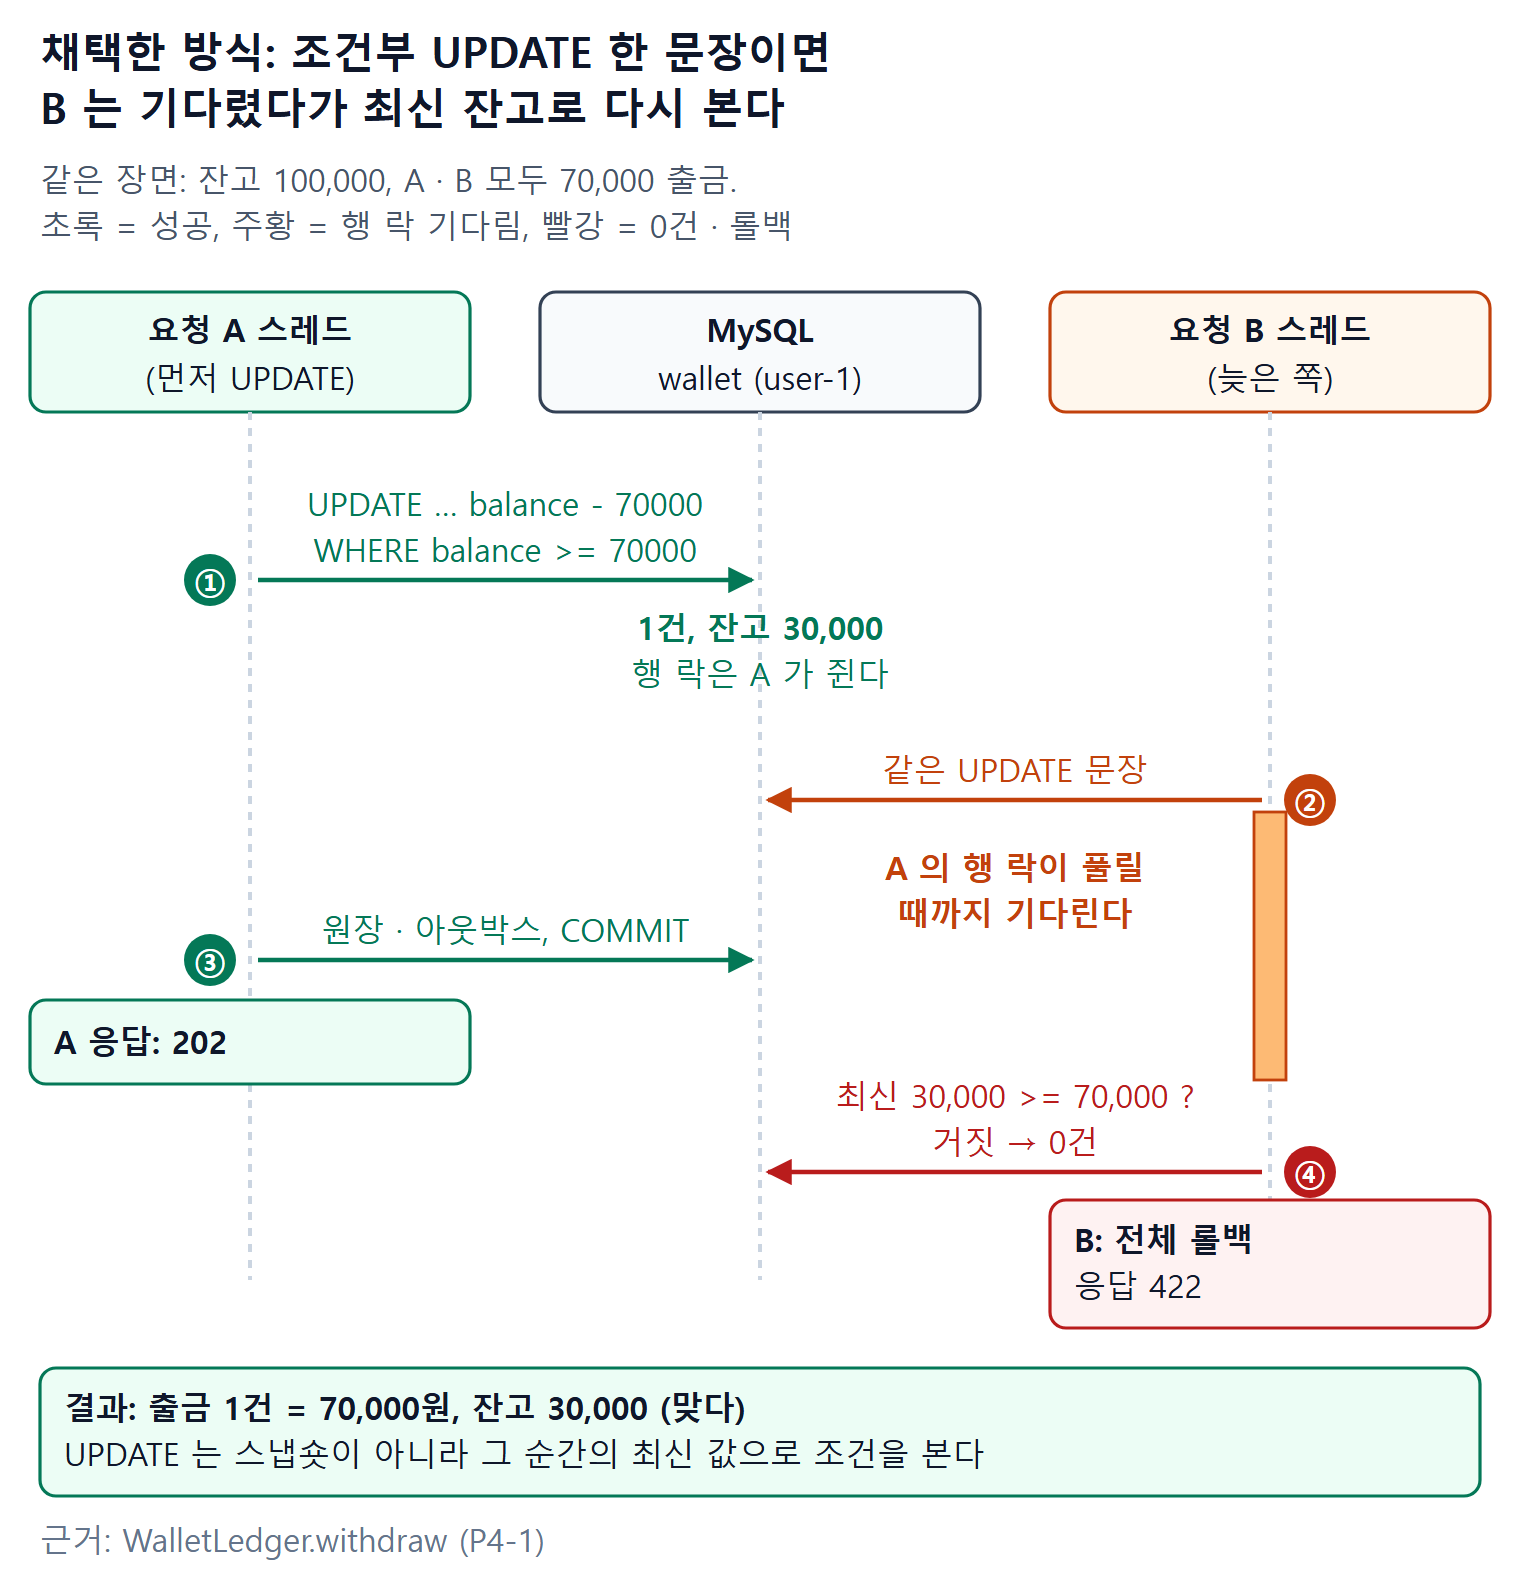 채택한 방식: 조건부 UPDATE 한 문장이면
B 는 기다렸다가 최신 잔고로 다시 본다
같은 장면: 잔고 100,000, A · B 모두 70,000 출금.
초록 = 성공, 주황 = 행 락 기다림, 빨강 = 0건 · 롤백
요청 A 스레드
(먼저 UPDATE)
MySQL
wallet (user-1)
요청 B 스레드
(늦은 쪽)
UPDATE ... balance - 70000
WHERE balance >= 70000
①
1건, 잔고 30,000
행 락은 A 가 쥔다
같은 UPDATE 문장
②
A 의 행 락이 풀릴
때까지 기다린다
원장 · 아웃박스, COMMIT
③
A 응답: 202
최신 30,000 >= 70,000 ?
거짓 → 0건
④
B: 전체 롤백
응답 422
결과: 출금 1건 = 70,000원, 잔고 30,000 (맞다)
UPDATE 는 스냅숏이 아니라 그 순간의 최신 값으로 조건을 본다
근거: WalletLedger.withdraw (P4-1)